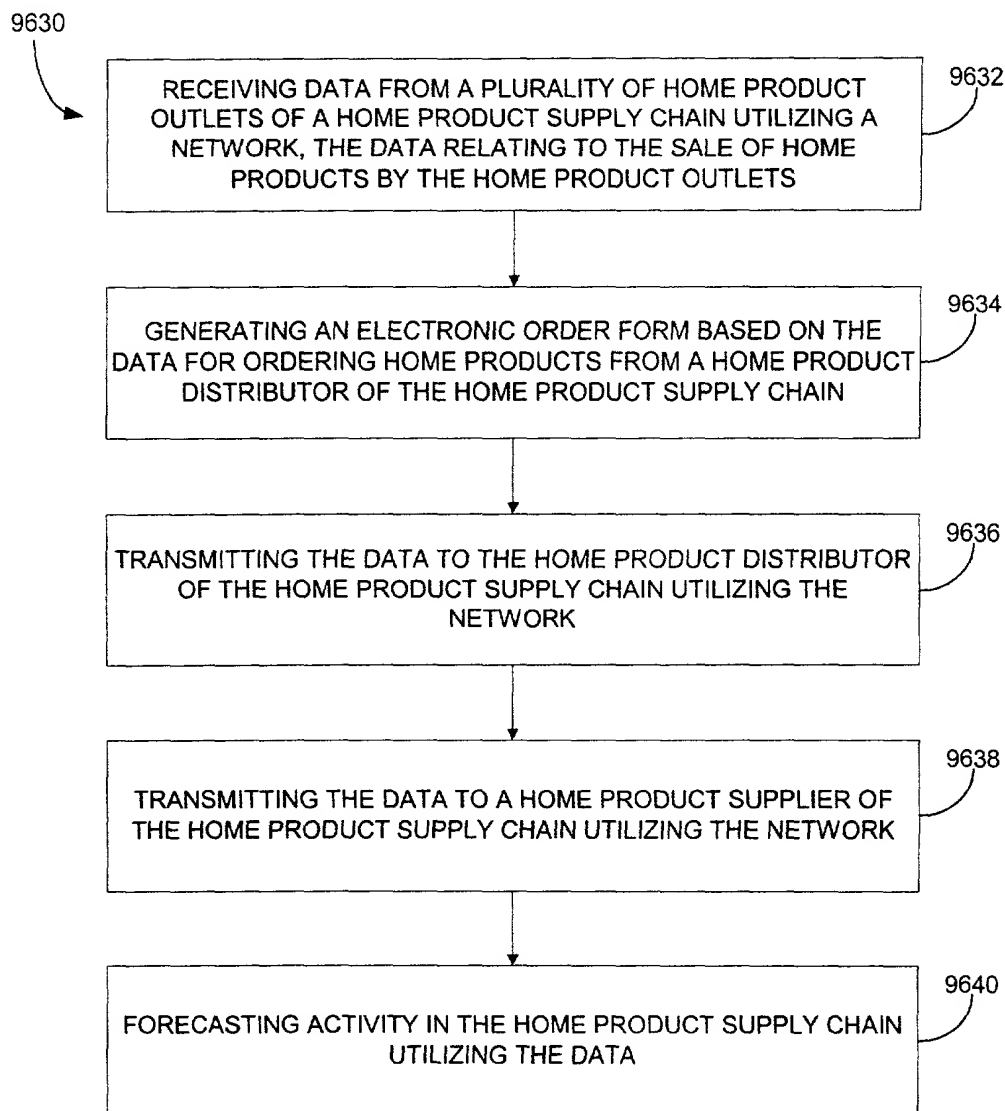 9630
RECEIVING DATA FROM A PLURALITY OF HOME PRODUCT
OUTLETS OF A HOME PRODUCT SUPPLY CHAIN UTILIZING A
NETWORK, THE DATA RELATING TO THE SALE OF HOME
PRODUCTS BY THE HOME PRODUCT OUTLETS
9632
GENERATING AN ELECTRONIC ORDER FORM BASED ON THE
DATA FOR ORDERING HOME PRODUCTS FROM A HOME PRODUCT
DISTRIBUTOR OF THE HOME PRODUCT SUPPLY CHAIN
9634
TRANSMITTING THE DATA TO THE HOME PRODUCT DISTRIBUTOR
OF THE HOME PRODUCT SUPPLY CHAIN UTILIZING THE
NETWORK
9636
TRANSMITTING THE DATA TO A HOME PRODUCT SUPPLIER OF
THE HOME PRODUCT SUPPLY CHAIN UTILIZING THE NETWORK
9638
FORECASTING ACTIVITY IN THE HOME PRODUCT SUPPLY CHAIN
UTILIZING THE DATA
9640